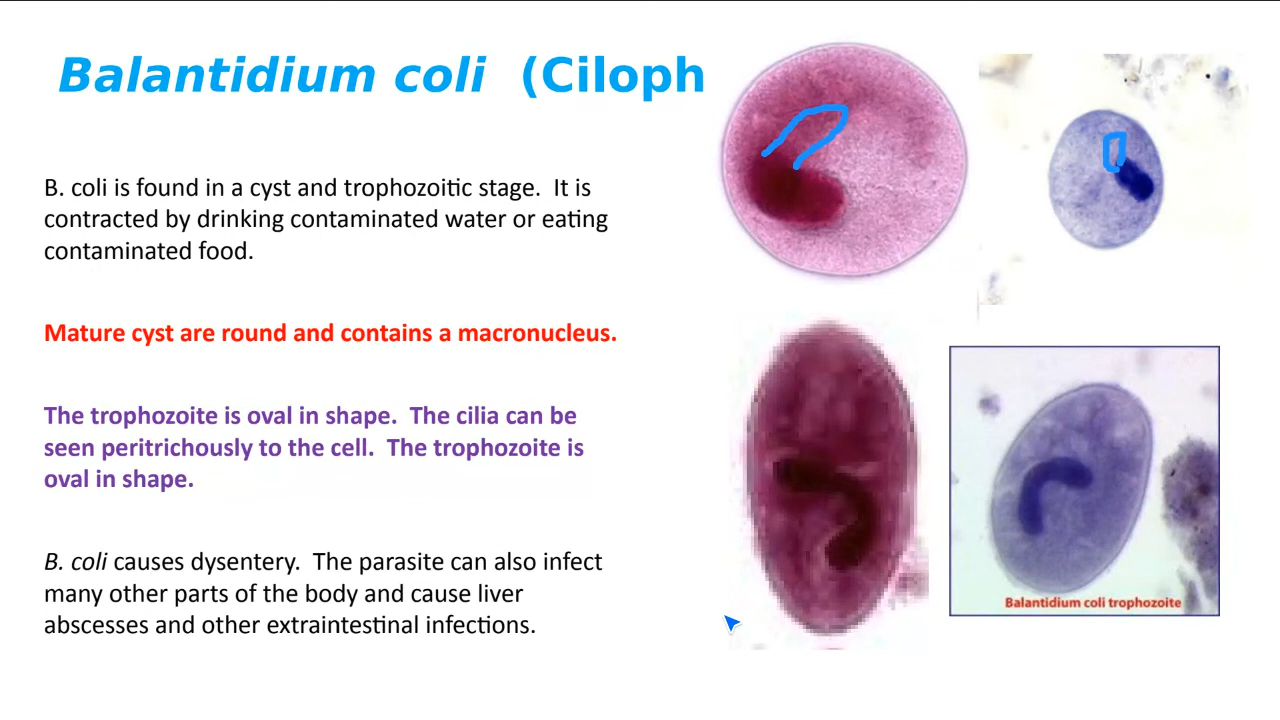 Balantidium coli (Ciloph
B. coli is found in a cyst and trophozoitic stage. It is
contracted by drinking contaminated water or eating
contaminated food.
Mature cyst are round and contains a macronucleus.
The trophozoite is oval in shape. The cilia can be
seen peritrichously to the cell. The trophozoite is
oval in shape.
B. coli causes dysentery. The parasite can also infect
many other parts of the body and cause liver
abscesses and other extraintestinal infections.
Balantidium coli trophozoite